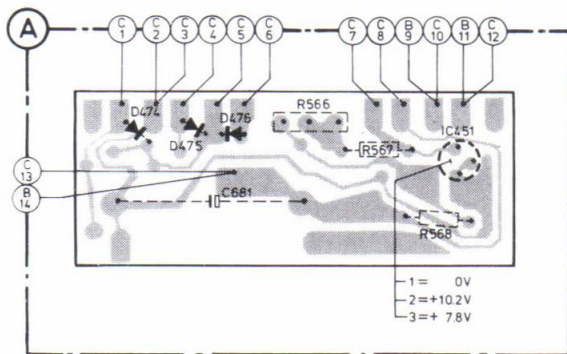 A
C 1
C 2
C 3
C 4
C 5
C 6
C 7
C 8
B 9
C 10
B 11
C 12
D474
D475
D476
R566
IC451
R567
C 13
B 14
C681
R568
1= 0V
2=+10.2V
3=+ 7.8V